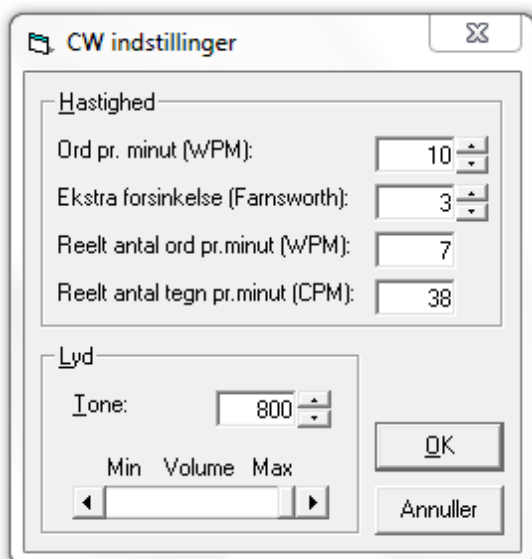 CW indstillinger
Hastighed
Ord pr. minut (WPM): 10
Ekstra forsinkelse (Farnsworth): 3
Reelt antal ord pr.minut (WPM): 7
Reelt antal tegn pr.minut (CPM): 38
Lyd
Tone: 800
Min Volume Max
OK
Annuller